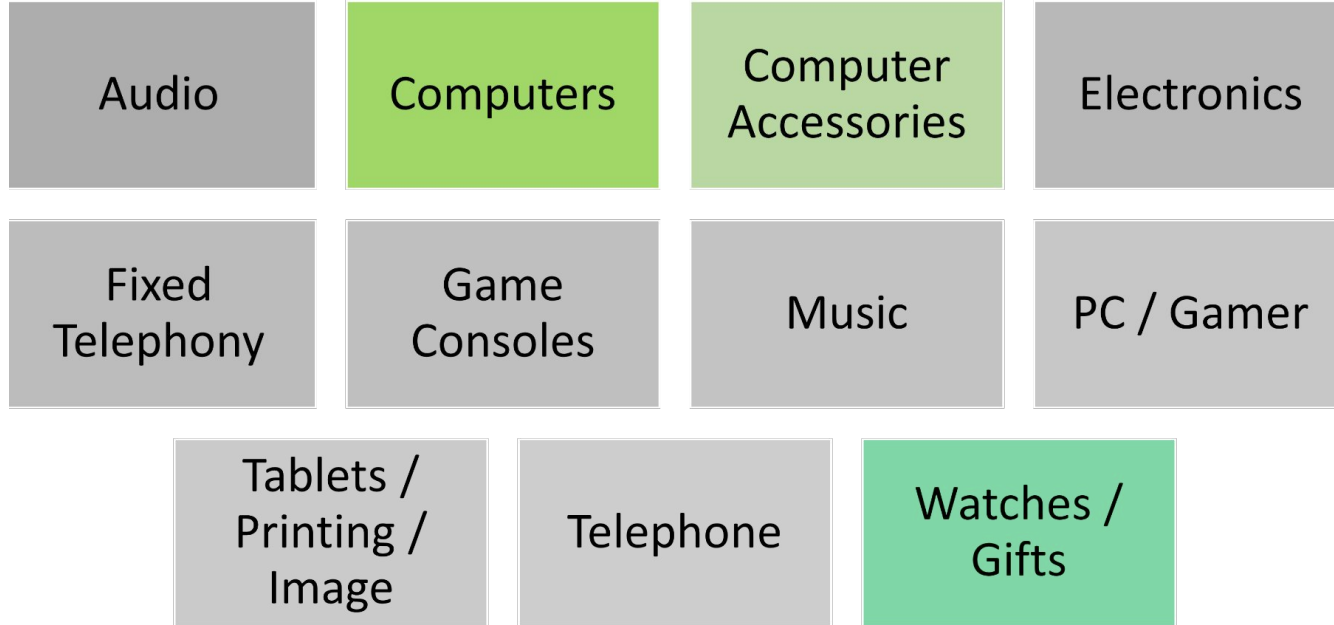 Audio
Computers
Computer
Accessories
Electronics
Fixed
Telephony
Game
Consoles
Music
PC / Gamer
Tablets /
Printing /
Image
Telephone
Watches /
Gifts